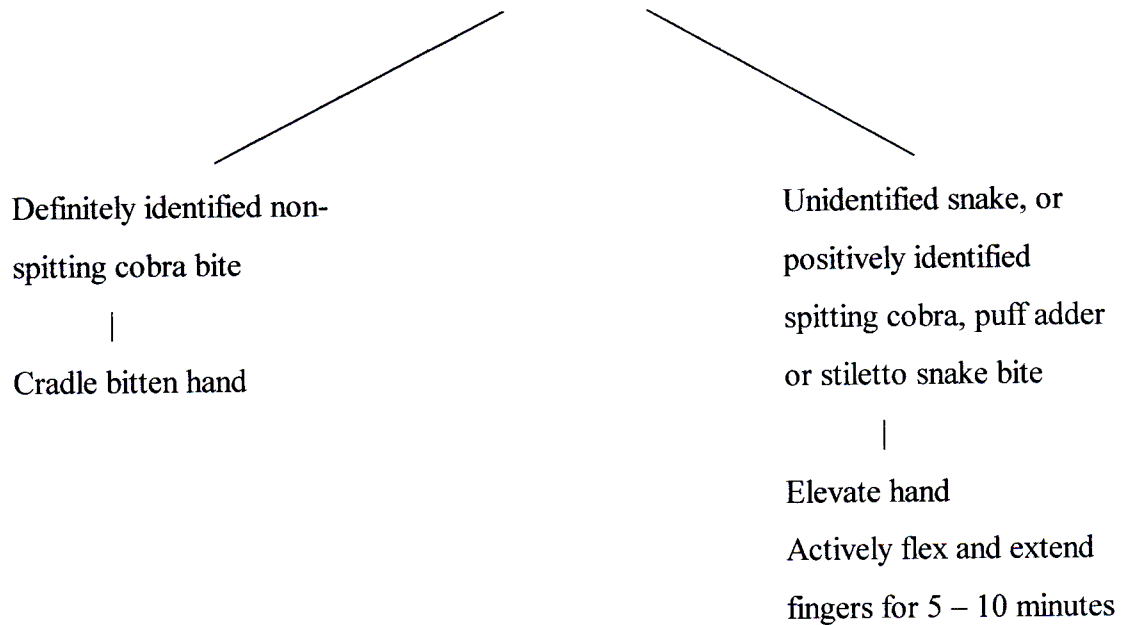 Definitely identified non-
spitting cobra bite
Cradle bitten hand
Unidentified snake, or
positively identified
spitting cobra, puff adder
or stiletto snake bite
Elevate hand
Actively flex and extend
fingers for 5 – 10 minutes